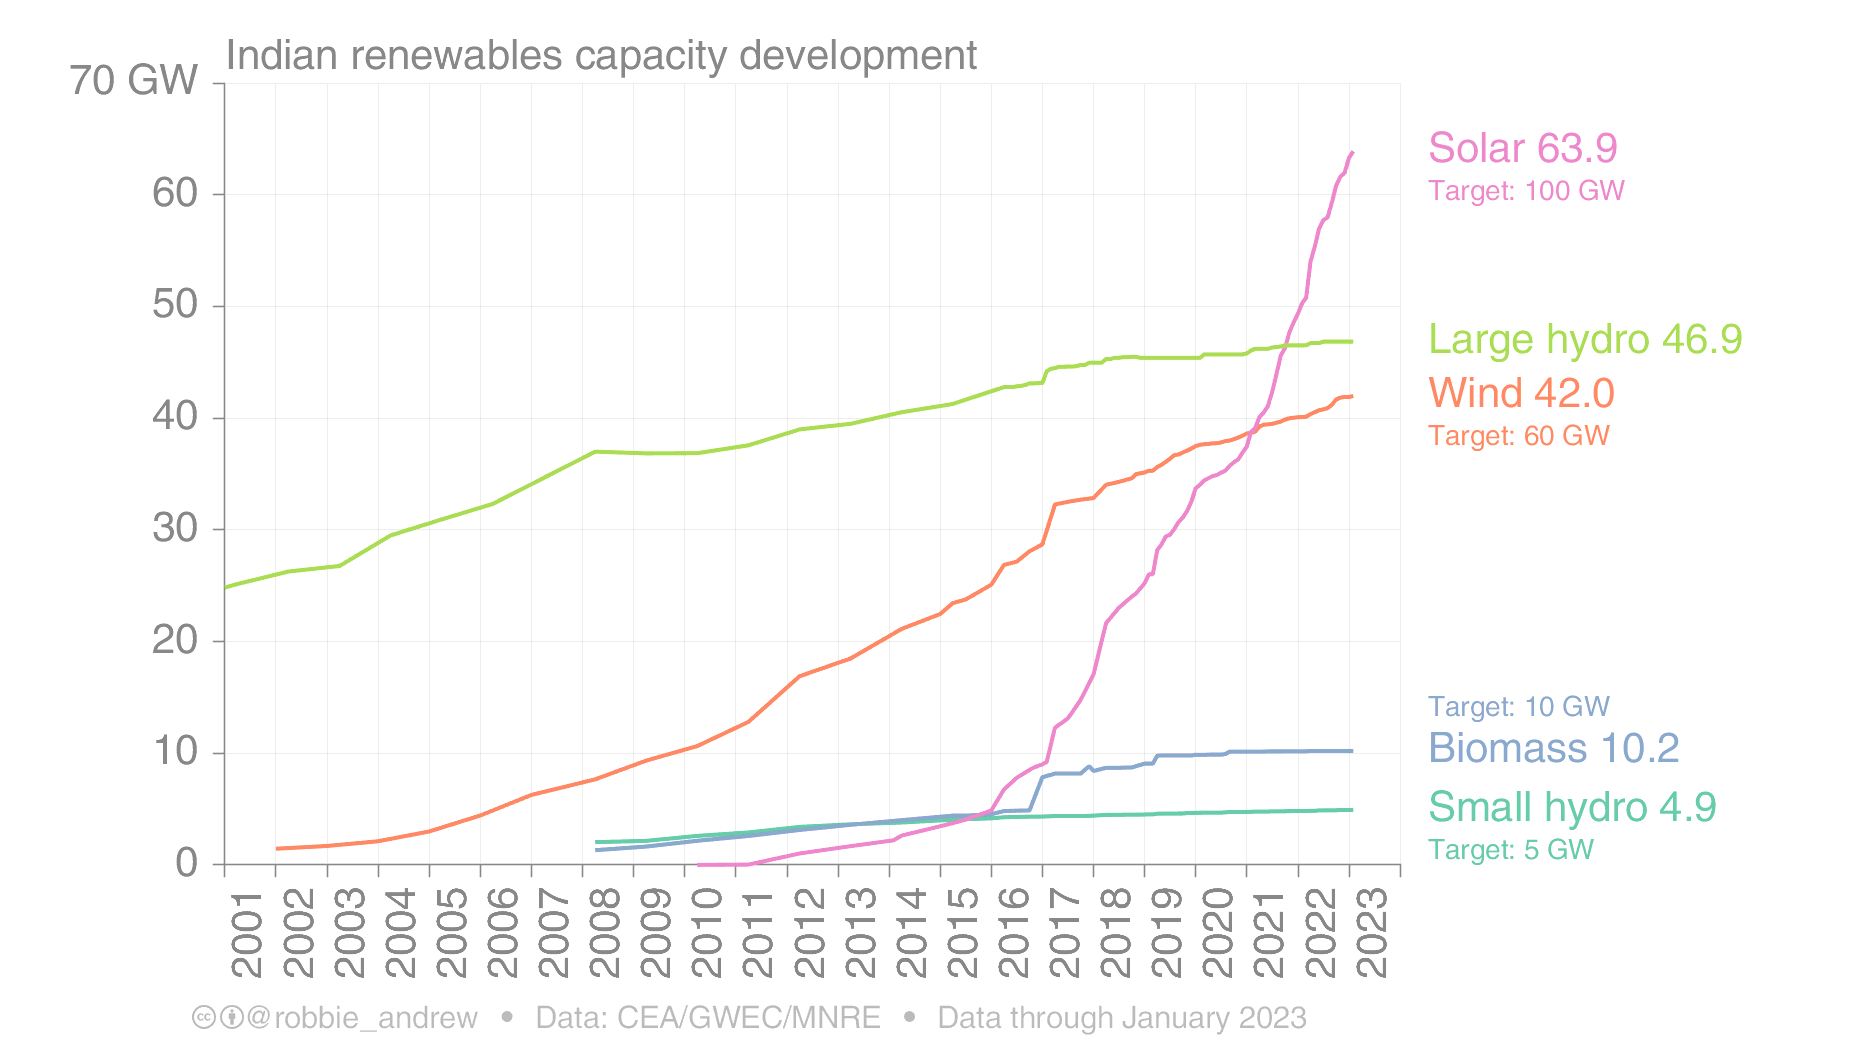 Indian renewables capacity development
70 GW
60
50
40
30
20
10
0
Solar 63.9
Target: 100 GW
Large hydro 46.9
Wind 42.0
Target: 60 GW
Target: 10 GW
Biomass 10.2
Small hydro 4.9
Target: 5 GW
2001 2002 2003 2004 2005 2006 2007 2008 2009 2010 2011 2012 2013 2014 2015 2016 2017 2018 2019 2020 2021 2022 2023
cc @robbie_andrew • Data: CEA/GWEC/MNRE • Data through January 2023